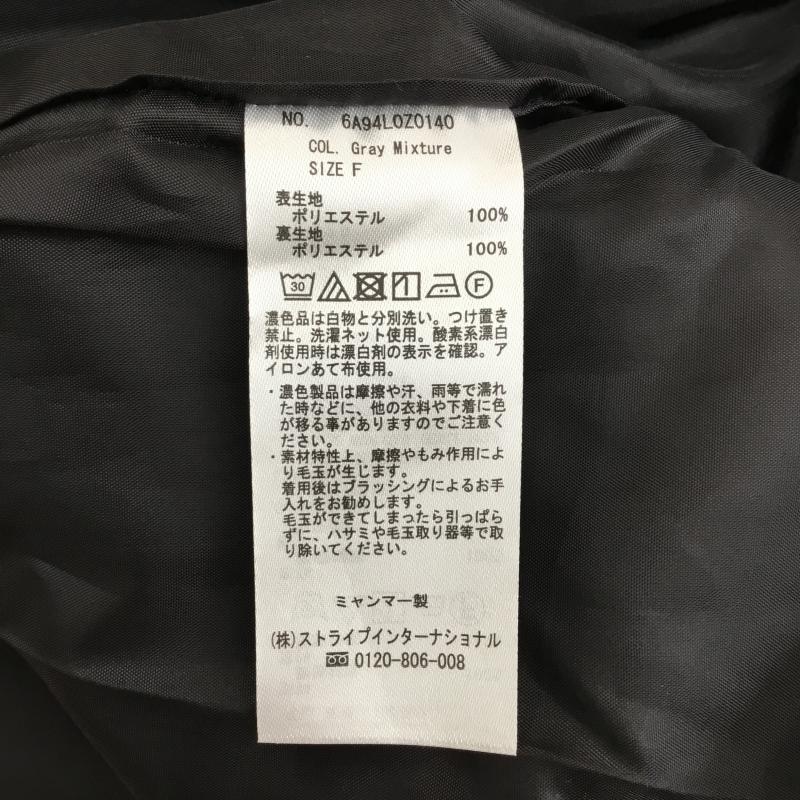 NO. 6A94L0Z0140
COL. Gray Mixture
SIZE F
表生地
ポリエステル 100%
裏生地
ポリエステル 100%
30 F
濃色品は白物と分別洗い。つけ置き
禁止。洗濯ネット使用。酸素系漂白
剤使用時は漂白剤の表示を確認。ア
イロンあて布使用。
・濃色製品は摩擦や汗、雨等で濡れ
た時などに、他の衣料や下着に色
が移る事がありますのでご注意く
ださい。
・素材特性上、摩擦やもみ作用によ
り毛玉が生じます。
着用後はブラッシングによるお手
入れをお勧めします。
毛玉ができてしまったら引っぱら
ずに、ハサミや毛玉取り器等で取
り除いてください。
ミャンマー製
(株)ストライプインターナショナル
0120-806-008